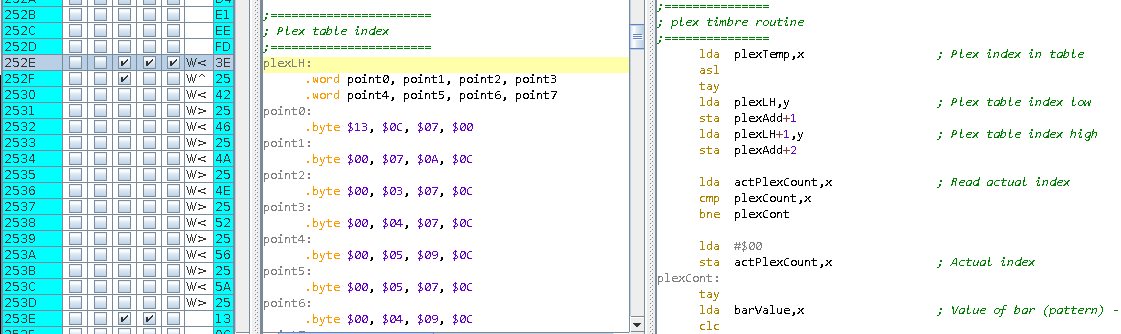 252A D4
252B E1
252C EE
252D FD
252E W< 3E
252F W^ 25
2530 W< 42
2531 W> 25
2532 W< 46
2533 W> 25
2534 W< 4A
2535 W> 25
2536 W< 4E
2537 W> 25
2538 W< 52
2539 W> 25
253A W< 56
253B W> 25
253C W< 5A
253D W> 25
253E 13
;======================
; Plex table index
;======================
plexLH:
.word point0, point1, point2, point3
.word point4, point5, point6, point7
point0:
.byte $13, $0C, $07, $00
point1:
.byte $00, $07, $0A, $0C
point2:
.byte $00, $03, $07, $0C
point3:
.byte $00, $04, $07, $0C
point4:
.byte $00, $05, $09, $0C
point5:
.byte $00, $05, $07, $0C
point6:
.byte $00, $04, $09, $0C
;===============
; plex timbre routine
;===============
lda plexTemp,x ; Plex index in table
asl
tay
lda plexLH,y ; Plex table index low
sta plexAdd+1
lda plexLH+1,y ; Plex table index high
sta plexAdd+2
lda actPlexCount,x ; Read actual index
cmp plexCount,x
bne plexCont
lda #$00
sta actPlexCount,x ; Actual index
plexCont:
tay
lda barValue,x ; Value of bar (pattern) -
clc